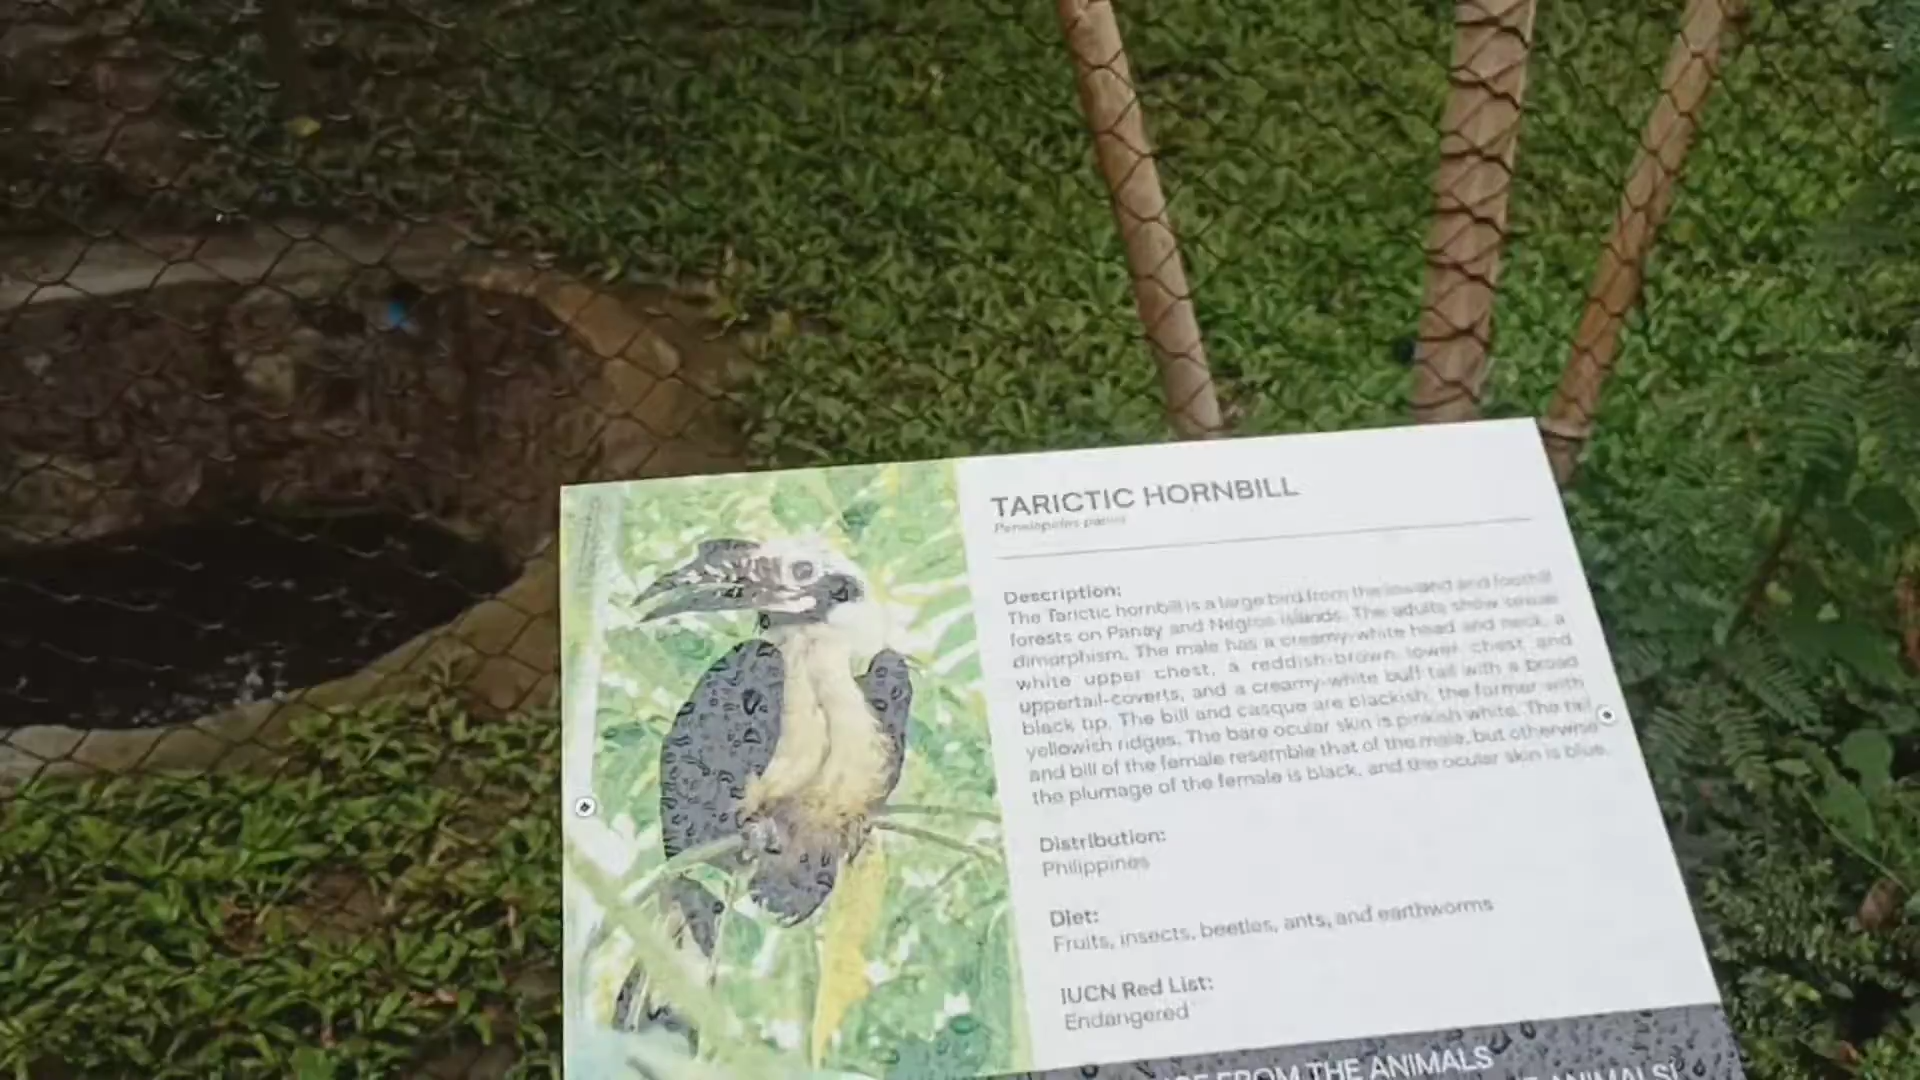 TARICTIC HORNBILL
Penelopides panini
Description:
The Tarictic hornbill is a large bird from the lowland and foothill
forests on Panay and Negros islands. The adults show sexual
dimorphism. The male has a creamy-white head and neck, a
white upper chest, a reddish-brown lower chest and
uppertail-coverts, and a creamy-white buff tail with a broad
black tip. The bill and casque are blackish, the former with
yellowish ridges. The bare ocular skin is pinkish white. The tail
and bill of the female resemble that of the male, but otherwise
the plumage of the female is black, and the ocular skin is blue.
Distribution:
Philippines
Diet:
Fruits, insects, beetles, ants, and earthworms
IUCN Red List:
Endangered
FROM THE ANIMALS
ANIMALS!